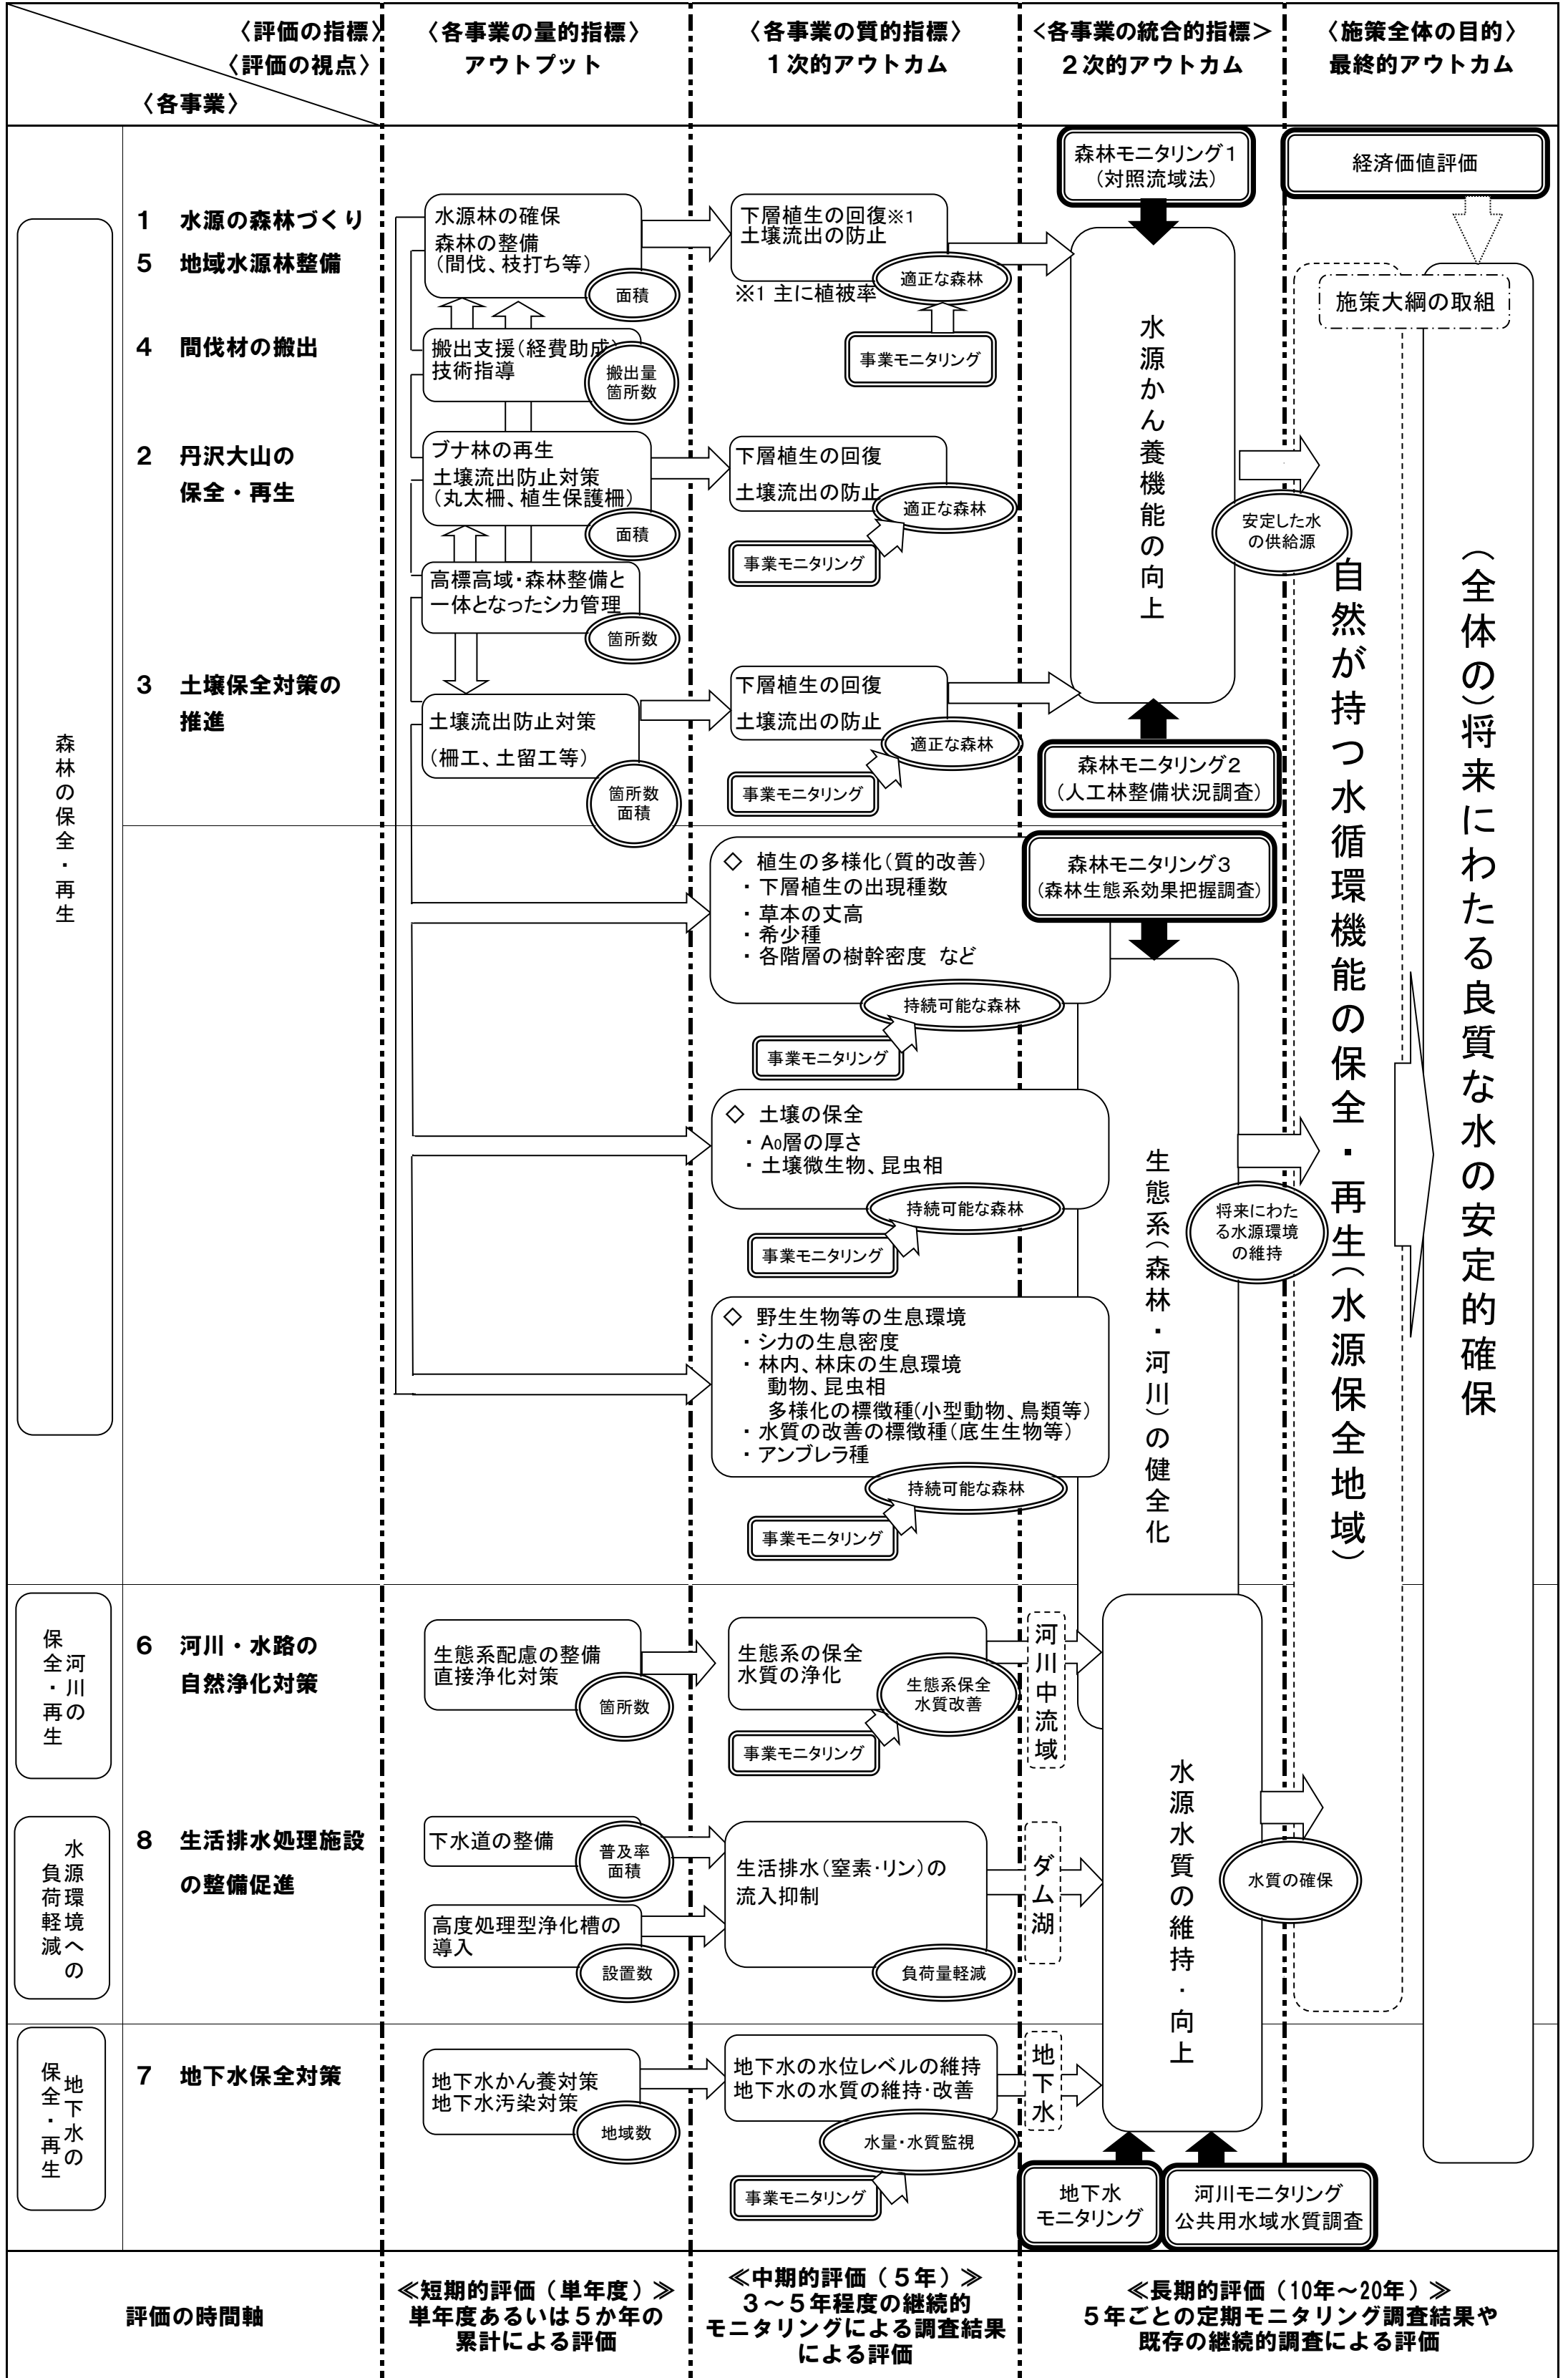 〈評価の指標〉
〈評価の視点〉
〈各事業〉
〈各事業の量的指標〉
アウトプット
〈各事業の質的指標〉
１次的アウトカム
<各事業の統合的指標>
２次的アウトカム
〈施策全体の目的〉
最終的アウトカム
森林の保全・再生
1 水源の森林づくり
5 地域水源林整備
4 間伐材の搬出
2 丹沢大山の
保全・再生
3 土壌保全対策の
推進
水源林の確保
森林の整備
（間伐、枝打ち等）
面積
搬出支援（経費助成）
技術指導
搬出量
箇所数
ブナ林の再生
土壌流出防止対策
（丸太柵、植生保護柵）
面積
高標高域・森林整備と
一体となったシカ管理
箇所数
土壌流出防止対策
（柵工、土留工等）
箇所数
面積
下層植生の回復※1
土壌流出の防止
適正な森林
※1 主に植被率
事業モニタリング
下層植生の回復
土壌流出の防止
適正な森林
事業モニタリング
下層植生の回復
土壌流出の防止
適正な森林
事業モニタリング
◇ 植生の多様化（質的改善）
・下層植生の出現種数
・草本の丈高
・希少種
・各階層の樹幹密度 など
持続可能な森林
事業モニタリング
◇ 土壌の保全
・A₀層の厚さ
・土壌微生物、昆虫相
持続可能な森林
事業モニタリング
◇ 野生生物等の生息環境
・シカの生息密度
・林内、林床の生息環境
動物、昆虫相
多様化の標徴種（小型動物、鳥類等）
・水質の改善の標徴種（底生生物等）
・アンブレラ種
持続可能な森林
事業モニタリング
森林モニタリング１
（対照流域法）
水源かん養機能の向上
安定した水
の供給源
森林モニタリング２
（人工林整備状況調査）
森林モニタリング３
（森林生態系効果把握調査）
生態系（森林・河川）の健全化
将来にわた
る水源環境
の維持
経済価値評価
施策大綱の取組
自然が持つ水循環機能の保全・再生（水源保全地域）
（全体の）将来にわたる良質な水の安定的確保
河川の
保全・再生
6 河川・水路の
自然浄化対策
生態系配慮の整備
直接浄化対策
箇所数
生態系の保全
水質の浄化
生態系保全
水質改善
事業モニタリング
河川中流域
水源環境への
負荷軽減
8 生活排水処理施設
の整備促進
下水道の整備
普及率
面積
高度処理型浄化槽の
導入
設置数
生活排水（窒素・リン）の
流入抑制
負荷量軽減
ダム湖
水源水質の維持・向上
水質の確保
地下水の
保全・再生
7 地下水保全対策
地下水かん養対策
地下水汚染対策
地域数
地下水の水位レベルの維持
地下水の水質の維持・改善
水量・水質監視
事業モニタリング
地下水
地下水
モニタリング
河川モニタリング
公共用水域水質調査
評価の時間軸
≪短期的評価（単年度）≫
単年度あるいは５か年の
累計による評価
≪中期的評価（５年）≫
３～５年程度の継続的
モニタリングによる調査結果
による評価
≪長期的評価（10年～20年）≫
５年ごとの定期モニタリング調査結果や
既存の継続的調査による評価